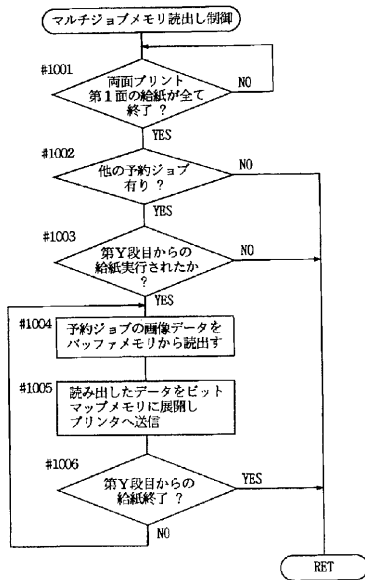 マルチジョブメモリ読出し制御
#1001
両面プリント
第1面の給紙が全て
終了？
NO
YES
#1002
他の予約ジョブ
有り？
NO
YES
#1003
第Y段目からの
給紙実行されたか
？
NO
YES
#1004
予約ジョブの画像データを
バッファメモリから読出す
#1005
読み出したデータをビット
マップメモリに展開し
プリンタへ送信
#1006
第Y段目からの
給紙終了？
YES
NO
RET